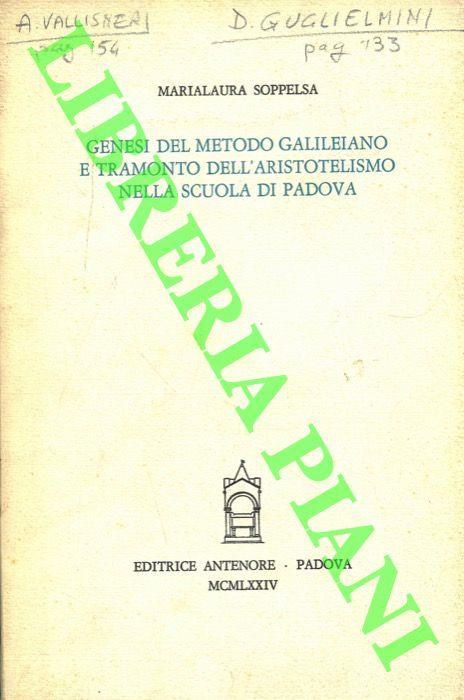 A. VALLISNERI
pag 154
D. GUGLIELMINI
pag 133
MARIALAURA SOPPELSA
GENESI DEL METODO GALILEIANO
E TRAMONTO DELL'ARISTOTELISMO
NELLA SCUOLA DI PADOVA
LIBRERIA PIANI
EDITRICE ANTENORE · PADOVA
MCMLXXIV